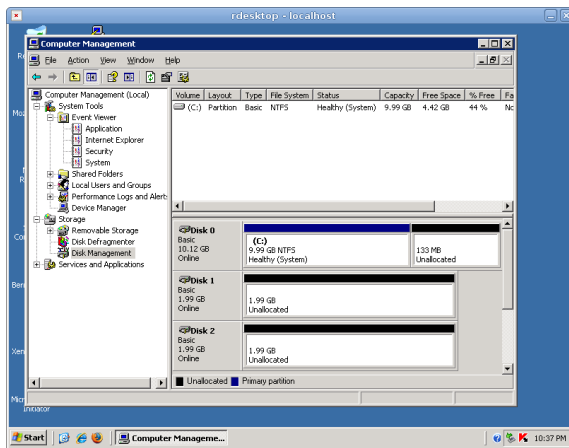 rdesktop - localhost
Computer Management
File Action View Window Help
Computer Management (Local)
System Tools
Event Viewer
Application
Internet Explorer
Security
System
Shared Folders
Local Users and Groups
Performance Logs and Alerts
Device Manager
Storage
Removable Storage
Disk Defragmenter
Disk Management
Services and Applications
Volume Layout Type File System Status Capacity Free Space % Free Fa
(C:) Partition Basic NTFS Healthy (System) 9.99 GB 4.42 GB 44 % No
Disk 0
Basic
10.12 GB
Online
(C:)
9.99 GB NTFS
Healthy (System)
133 MB
Unallocated
Disk 1
Basic
1.99 GB
Online
1.99 GB
Unallocated
Disk 2
Basic
1.99 GB
Online
1.99 GB
Unallocated
Unallocated Primary partition
Initiator
Start Computer Manageme... 10:37 PM